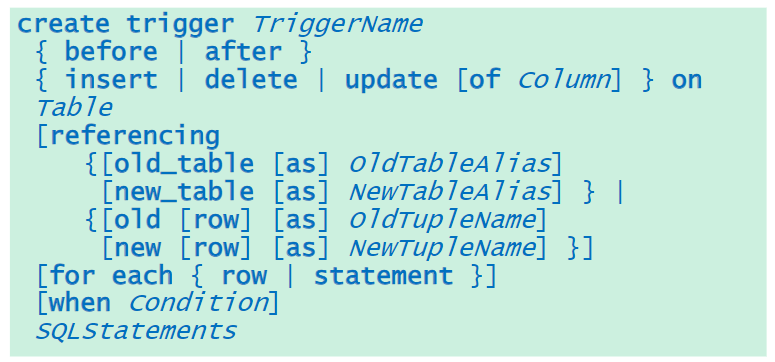 create trigger TriggerName
{ before | after }
{ insert | delete | update [of Column] } on
Table
[referencing
{[old_table [as] OldTableAlias]
[new_table [as] NewTableAlias] } |
{[old [row] [as] OldTupleName]
[new [row] [as] NewTupleName] }]
[for each { row | statement }]
[when Condition]
SQLStatements